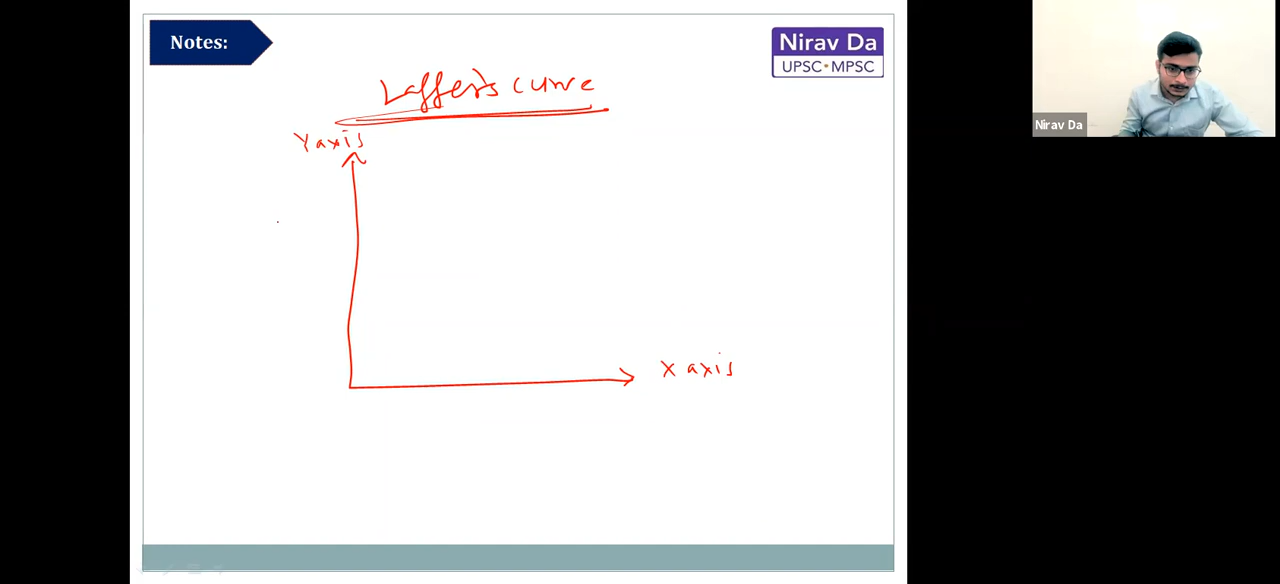 Notes:
Nirav Da
UPSC • MPSC
Laffer's curve
Y axis
X axis
Nirav Da